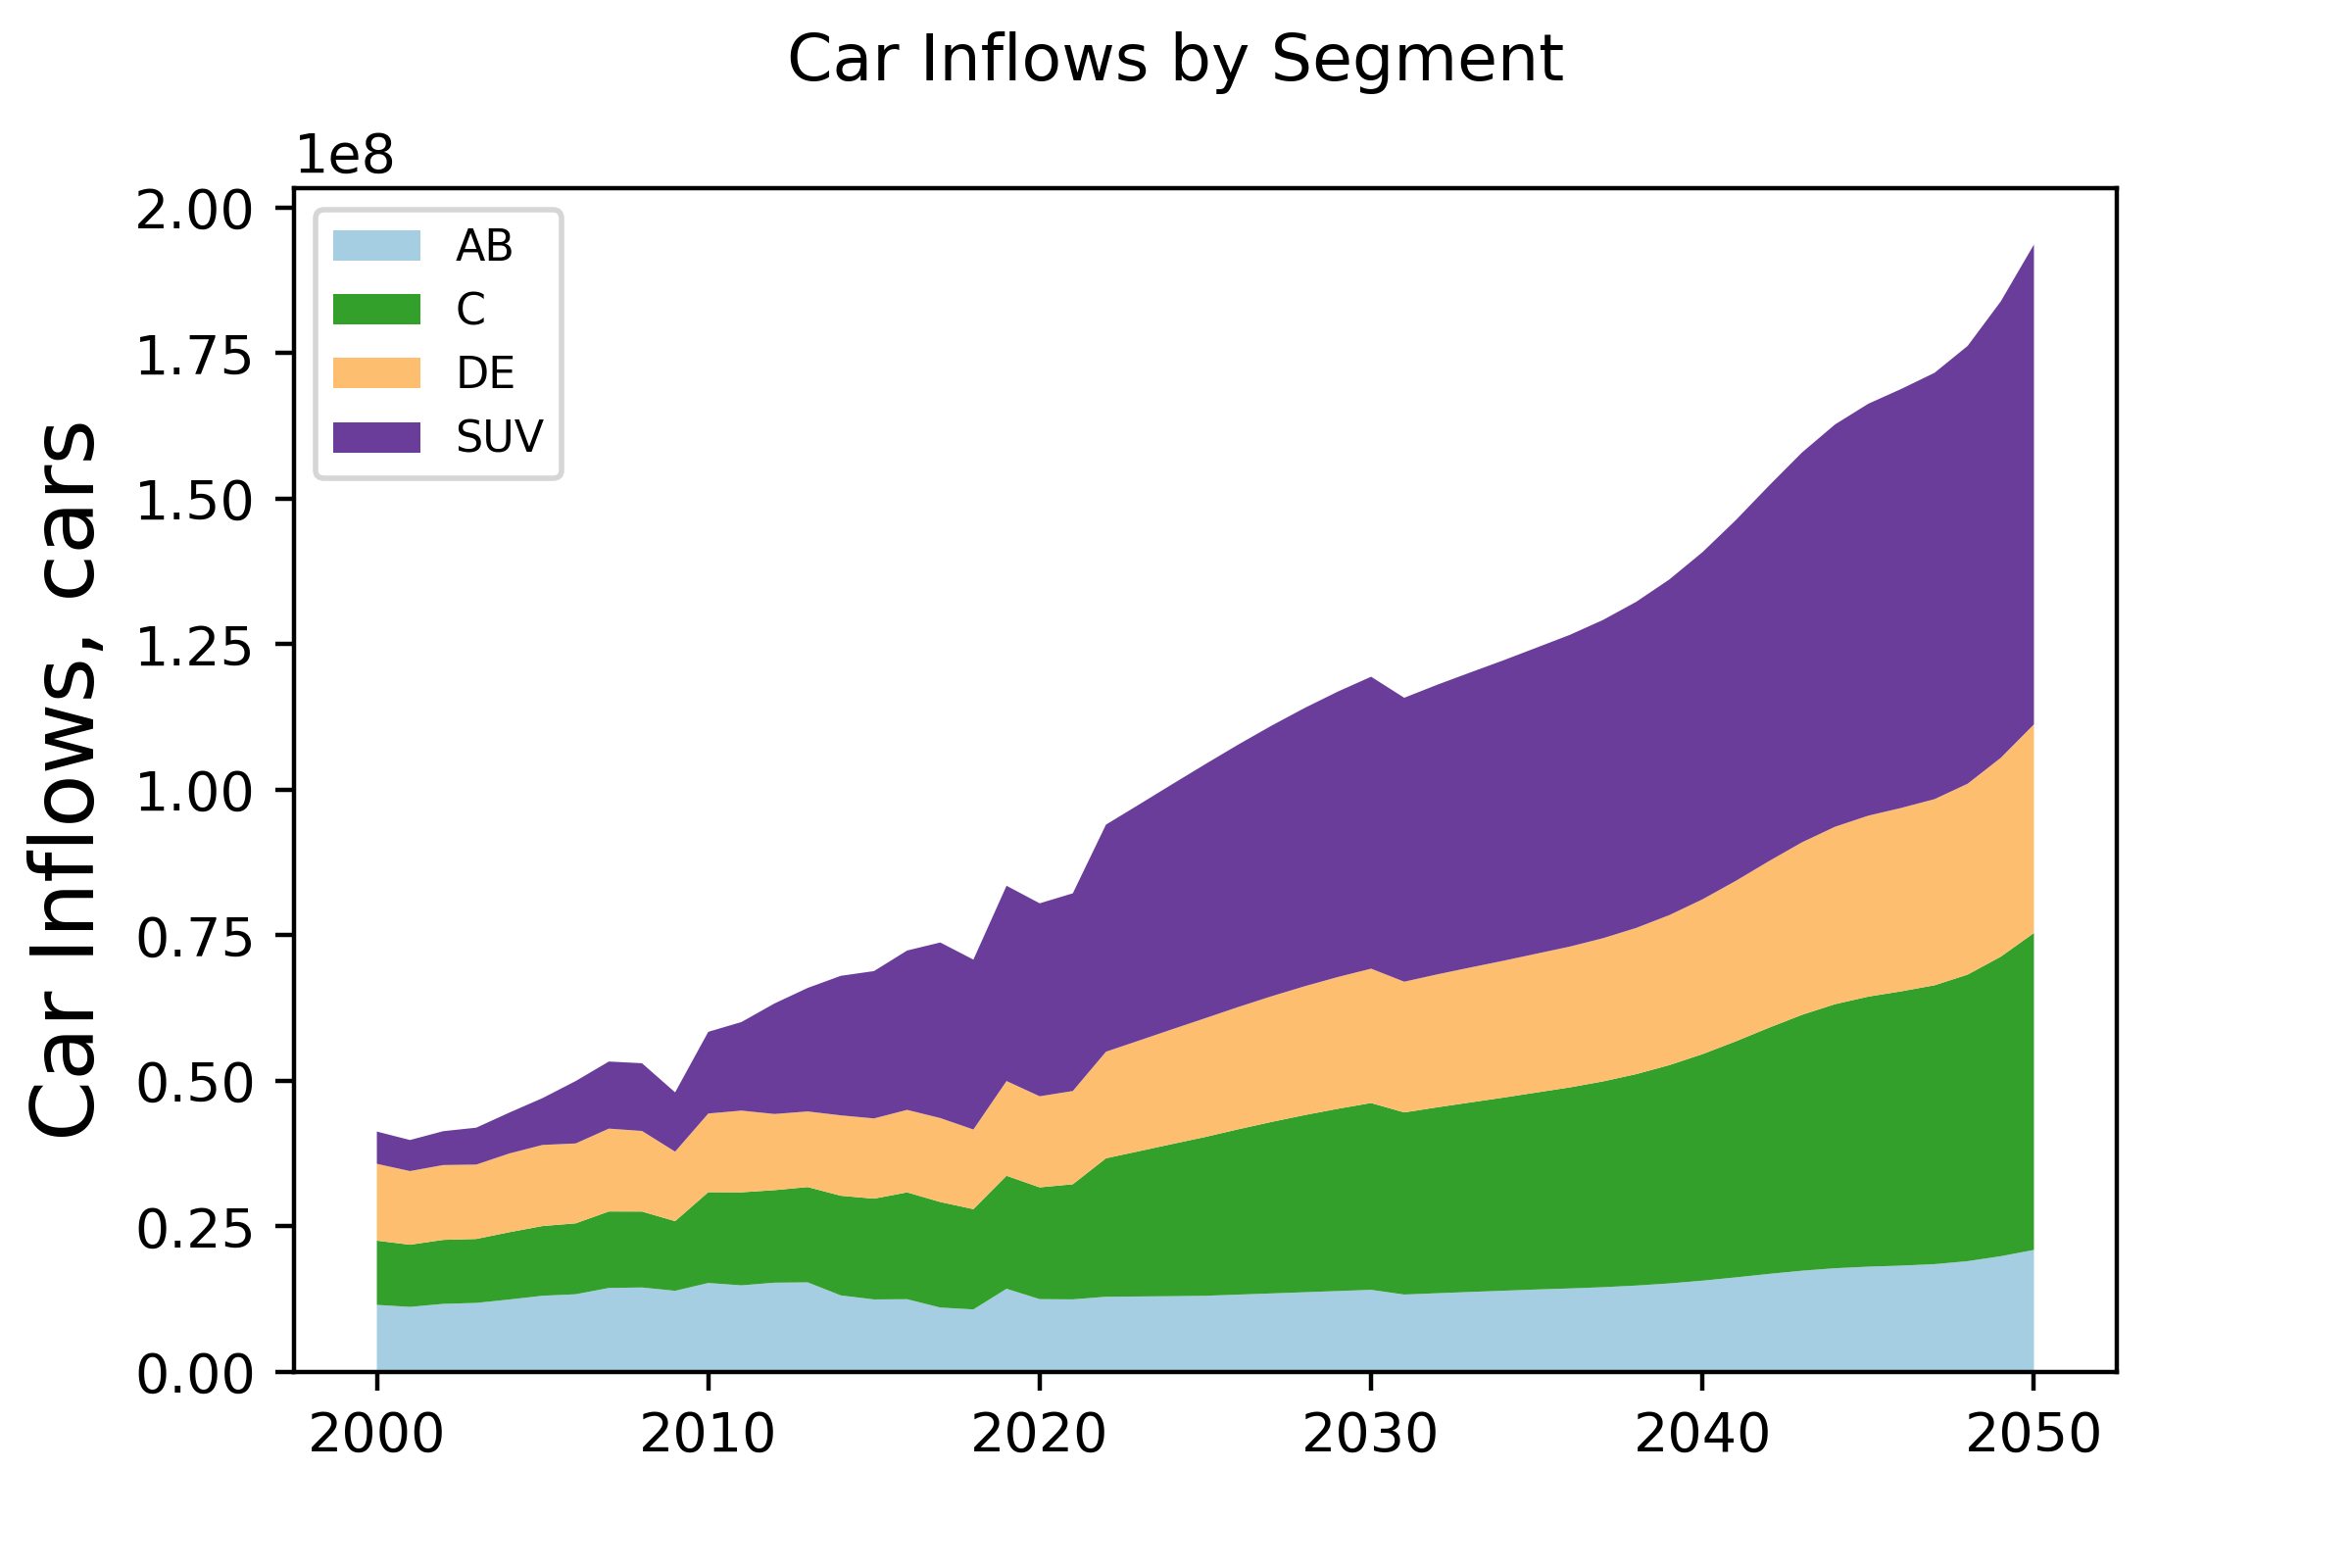 Car Inflows by Segment
1e8
2.00
1.75
1.50
1.25
1.00
0.75
0.50
0.25
0.00
Car Inflows, cars
AB
C
DE
SUV
2000 2010 2020 2030 2040 2050